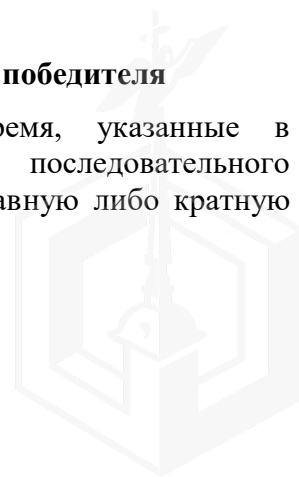 победителя
ремя, указанные в
последовательного
авную либо кратную